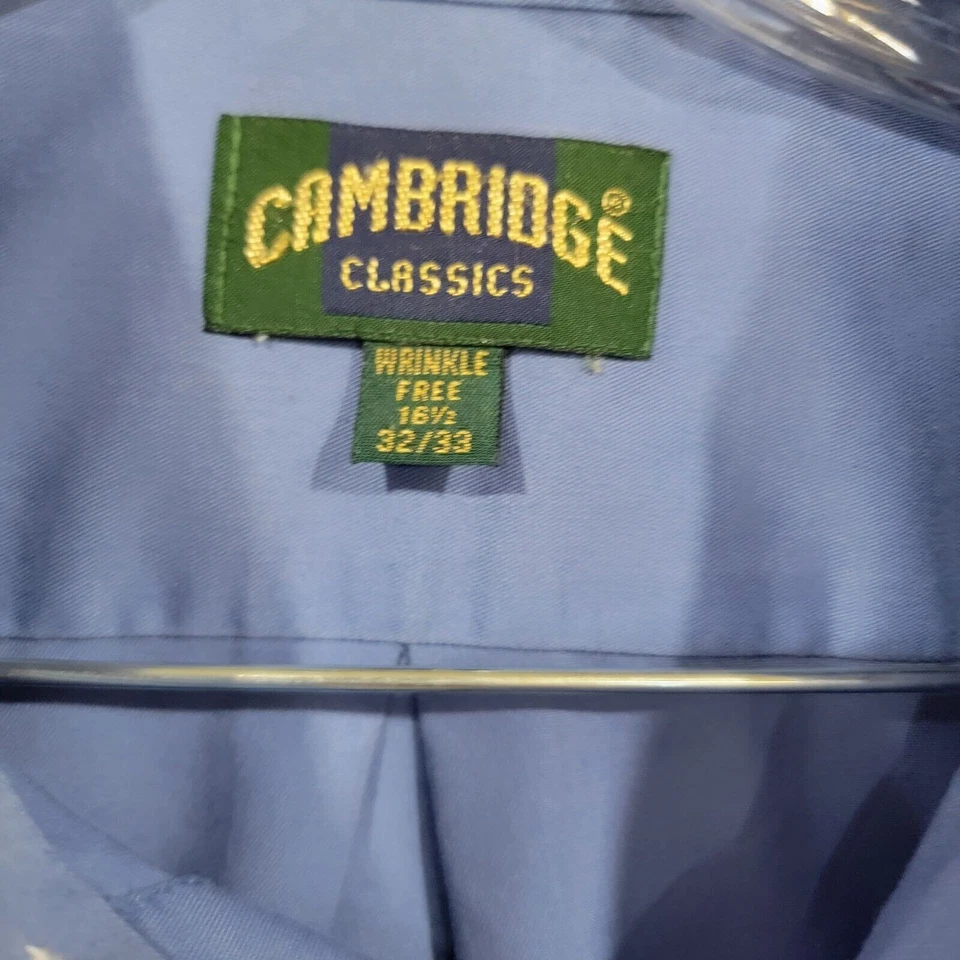 CAMBRIDGE®
CLASSICS
WRINKLE
FREE
16½
32/33